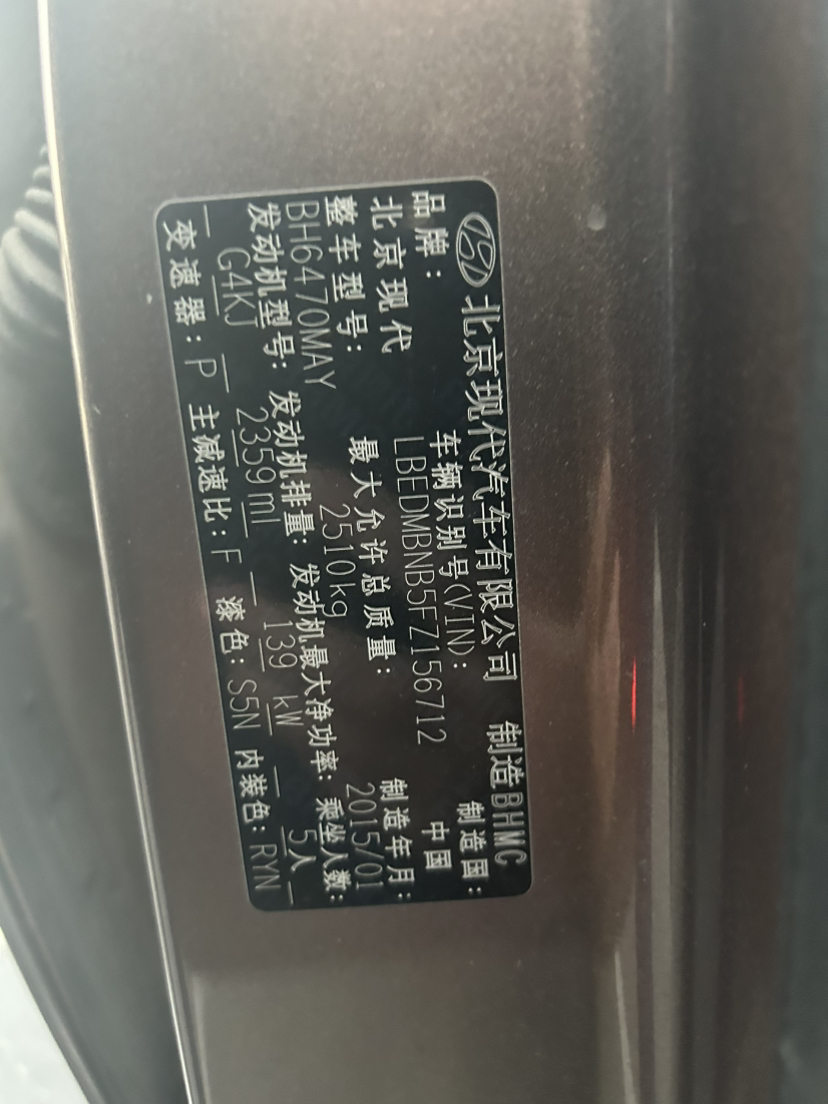 北京现代汽车有限公司 制造BHMC
品牌： 车辆识别号(VIN)： 制造国：
北京现代 LBEDMBNB5FZ156712 中国
整车型号： 最大允许总质量： 制造年月：
BH6470MAY 2510kg 2015/01
发动机型号： 发动机排量： 发动机最大净功率： 乘坐人数：
G4KJ 2359ml 139 kW 5人
变速器：P 主减速比：F 漆色：S5N 内装色：RYN